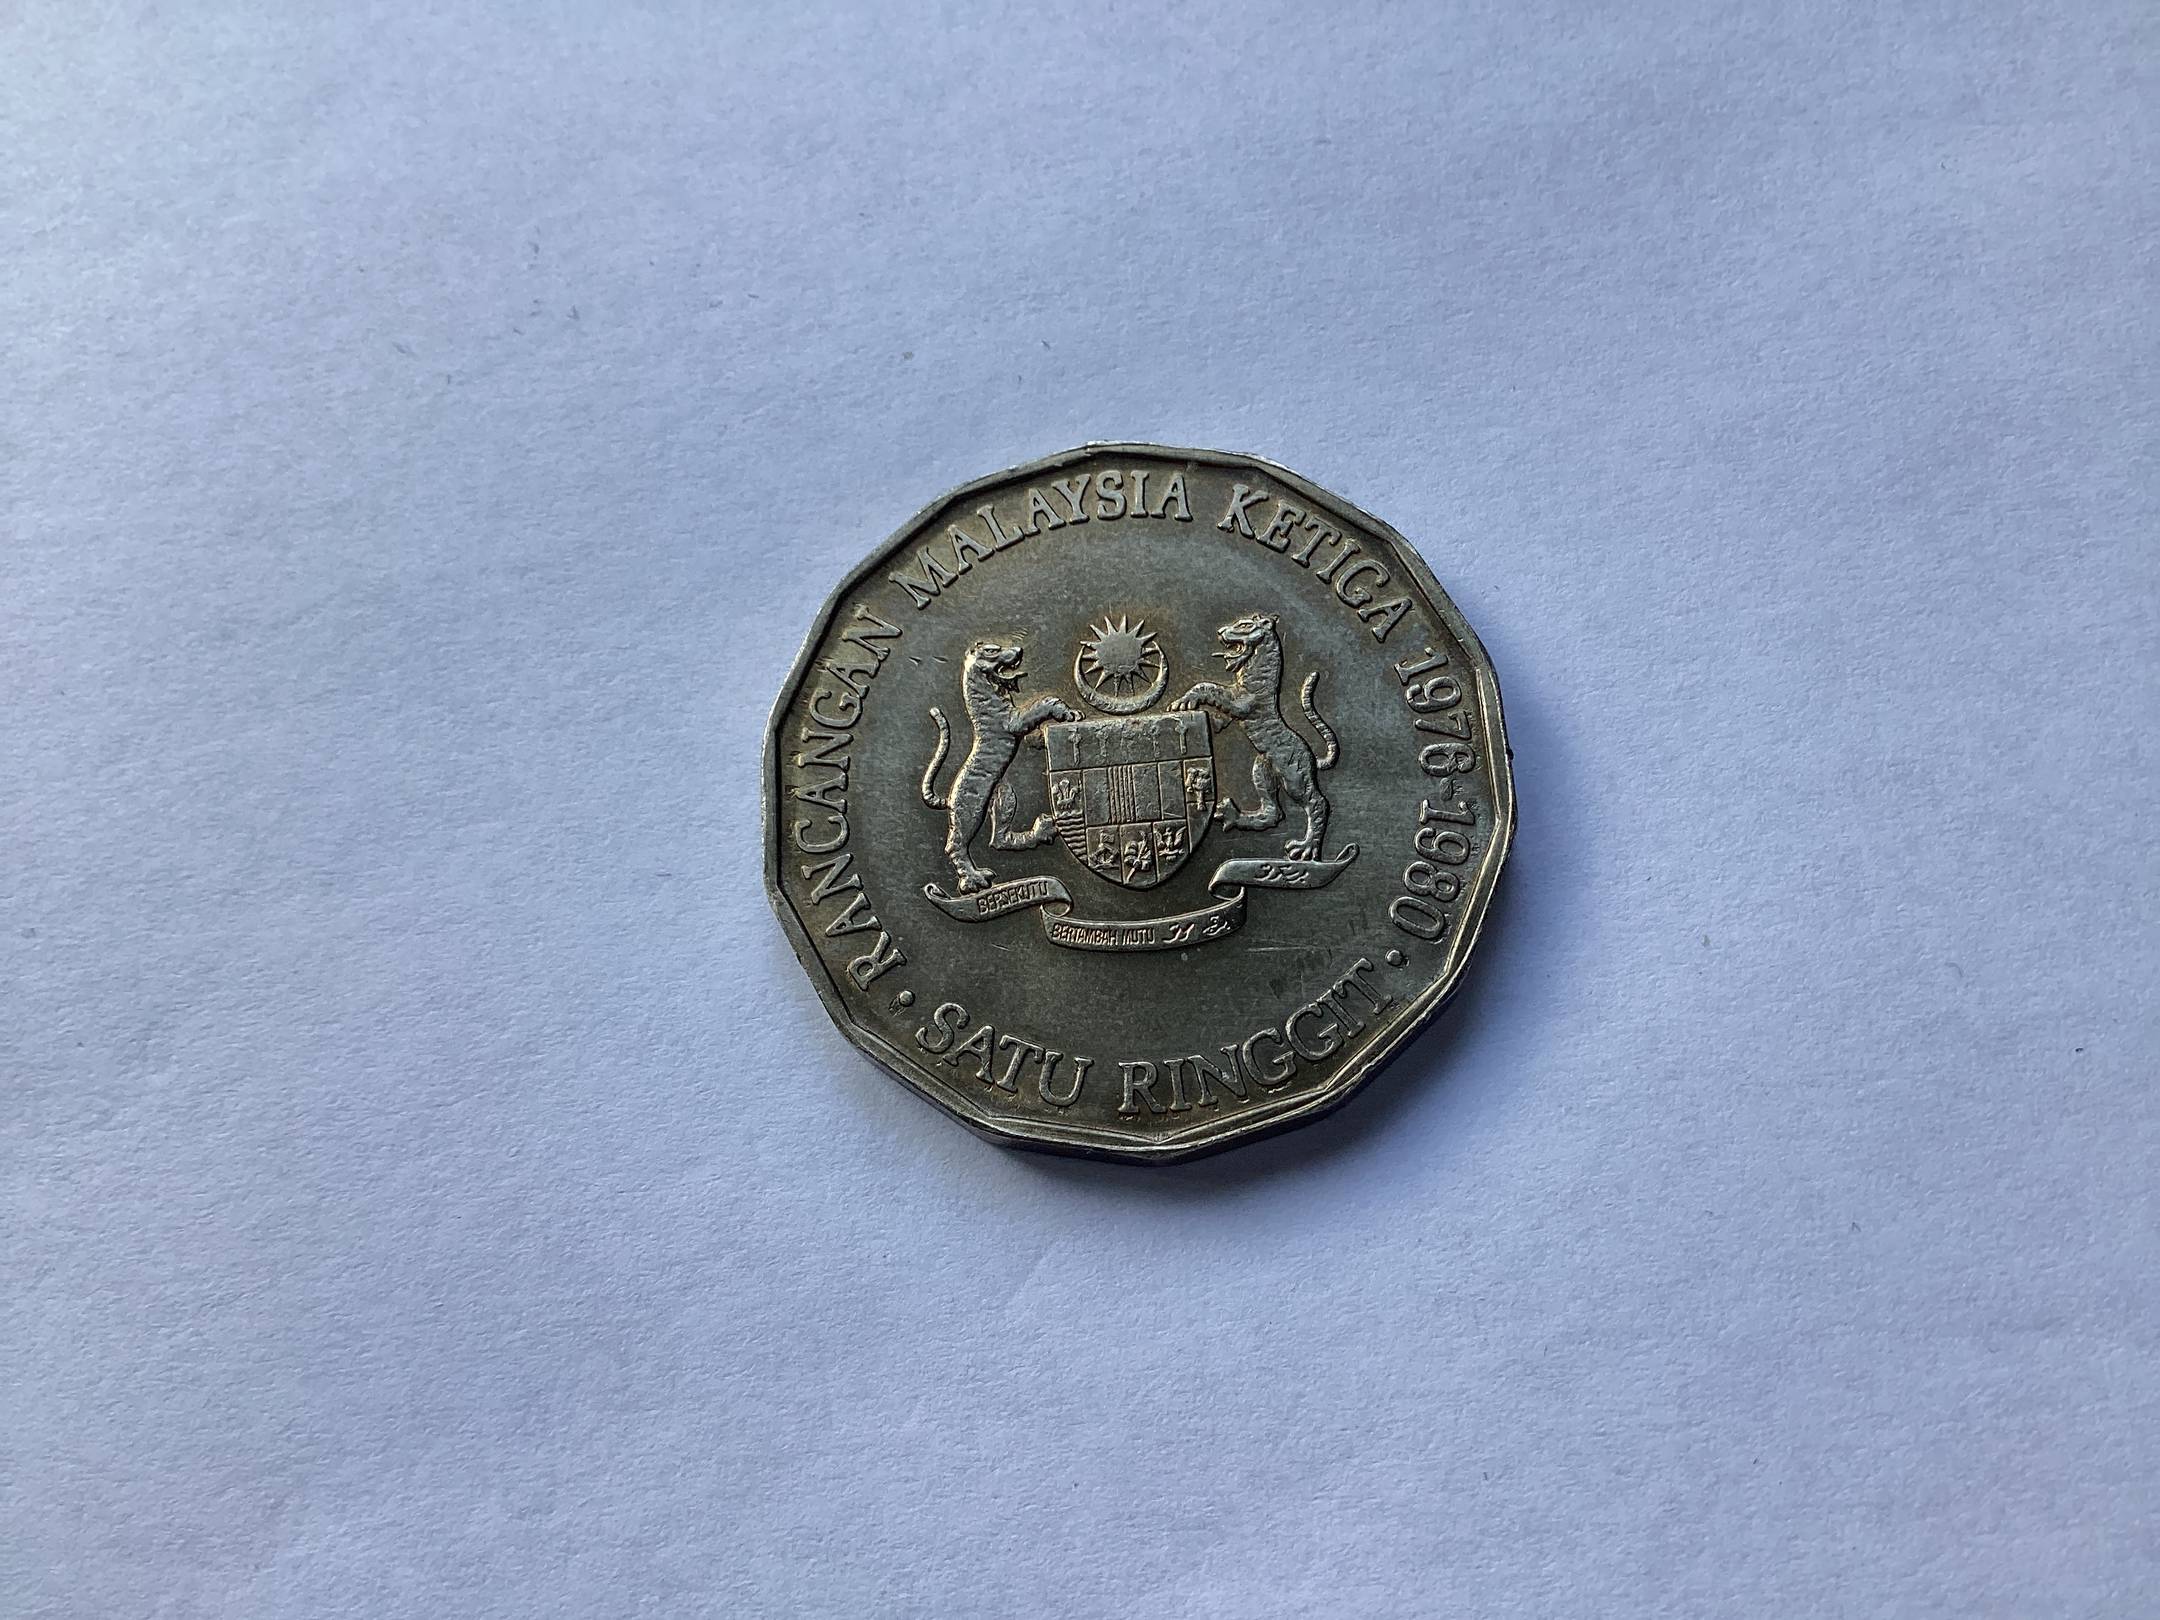 RANCANGAN MALAYSIA KETIGA 1976-1980
BERSEKUTU
BERTAMBAH MUTU
• SATU RINGGIT •